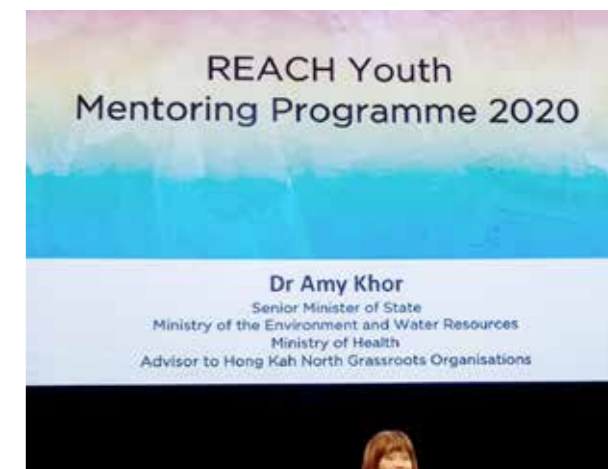 REACH Youth
Mentoring Programme 2020
Dr Amy Khor
Senior Minister of State
Ministry of the Environment and Water Resources
Ministry of Health
Advisor to Hong Kah North Grassroots Organisations